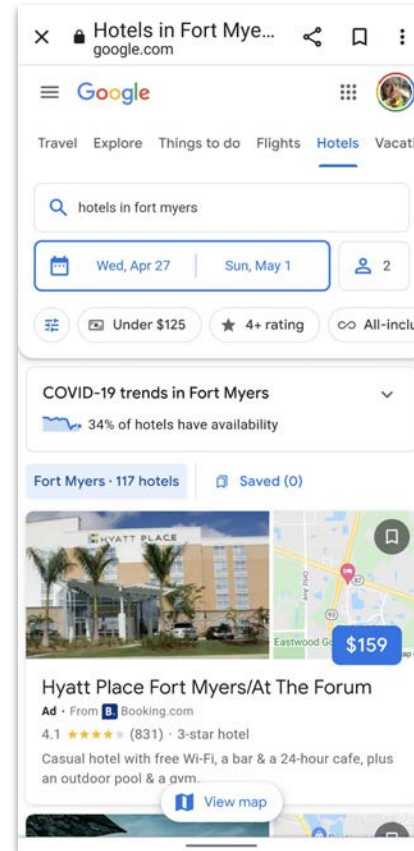 Hotels in Fort Mye...
google.com
Google
Travel Explore Things to do Flights Hotels Vacati
hotels in fort myers
Wed, Apr 27 Sun, May 1 2
Under $125 4+ rating All-inclu
COVID-19 trends in Fort Myers
34% of hotels have availability
Fort Myers · 117 hotels Saved (0)
HYATT PLACE
Ortiz Ave
Eastwood Go
$159
Hyatt Place Fort Myers/At The Forum
Ad · From B. Booking.com
4.1 (831) · 3-star hotel
Casual hotel with free Wi-Fi, a bar & a 24-hour cafe, plus
an outdoor pool & a gym.
View map